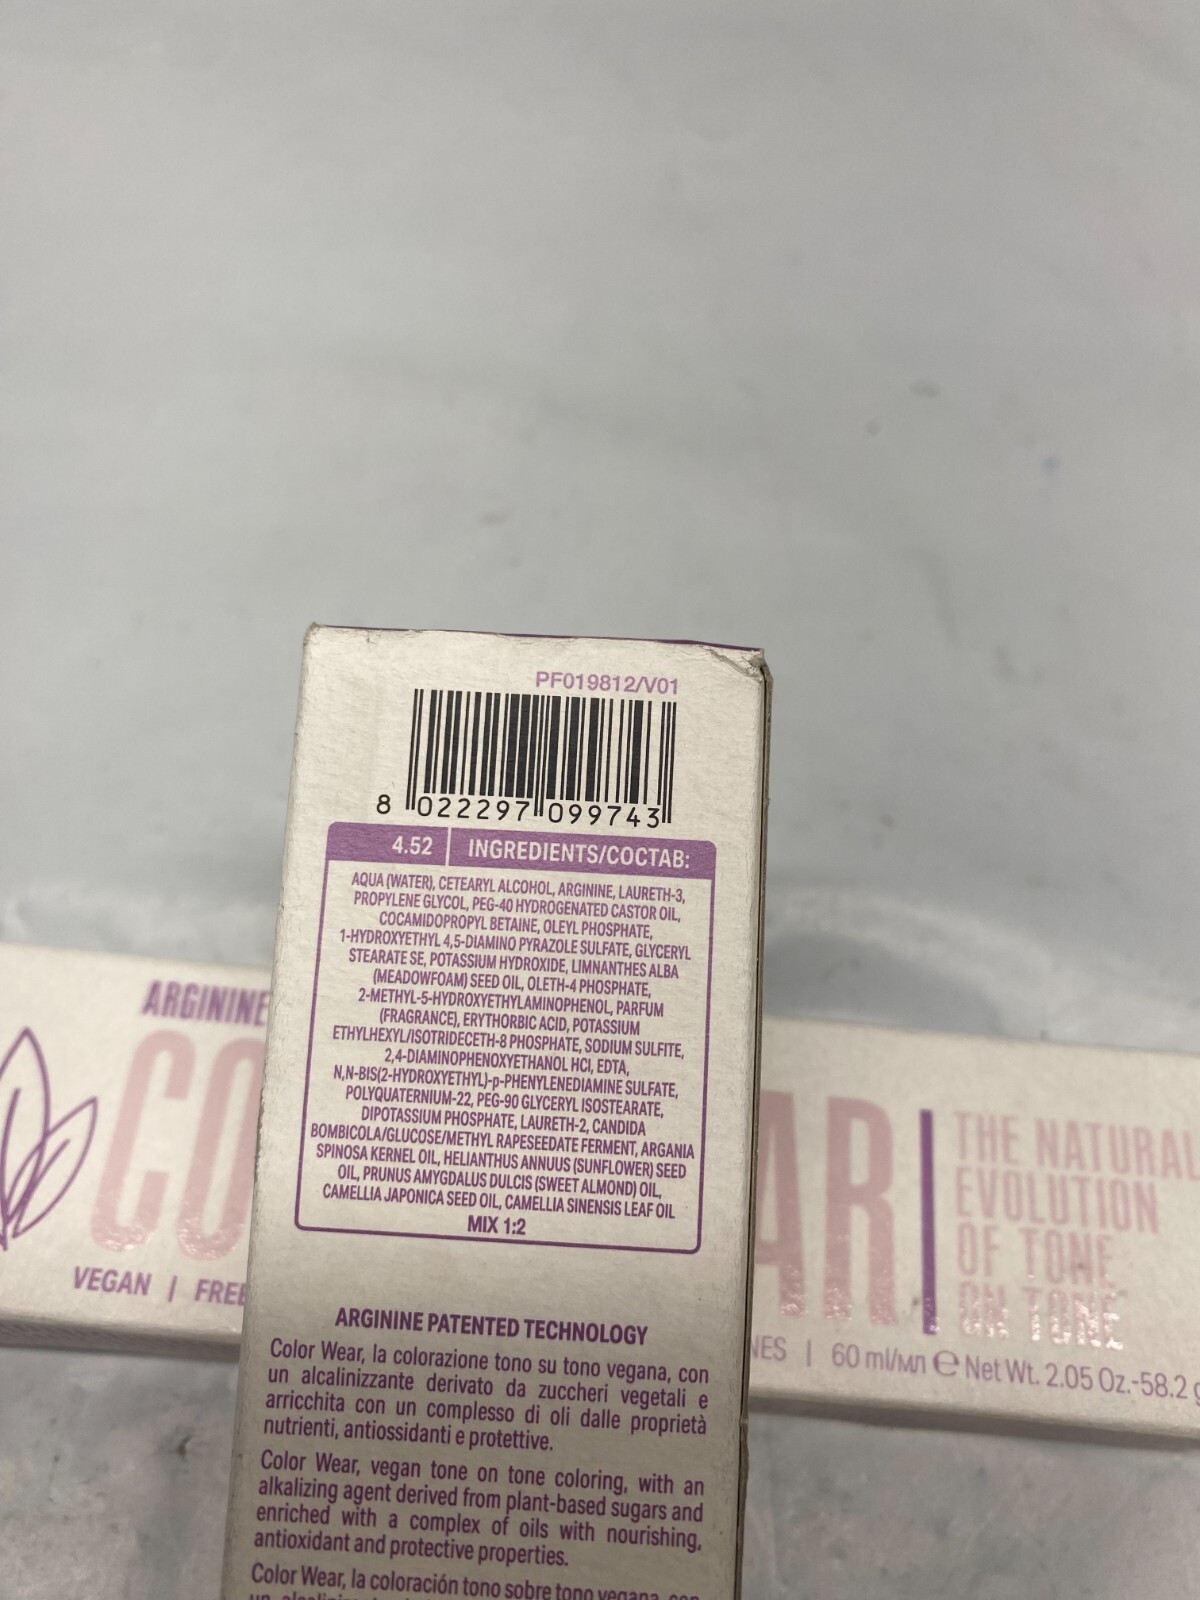 PF019812/V01
8 022297 099743
4.52 INGREDIENTS/COCTAB:
AQUA (WATER), CETEARYL ALCOHOL, ARGININE, LAURETH-3,
PROPYLENE GLYCOL, PEG-40 HYDROGENATED CASTOR OIL,
COCAMIDOPROPYL BETAINE, OLEYL PHOSPHATE,
1-HYDROXYETHYL 4,5-DIAMINO PYRAZOLE SULFATE, GLYCERYL
STEARATE SE, POTASSIUM HYDROXIDE, LIMNANTHES ALBA
(MEADOWFOAM) SEED OIL, OLETH-4 PHOSPHATE,
2-METHYL-5-HYDROXYETHYLAMINOPHENOL, PARFUM
(FRAGRANCE), ERYTHORBIC ACID, POTASSIUM
ETHYLHEXYL/ISOTRIDECETH-8 PHOSPHATE, SODIUM SULFITE,
2,4-DIAMINOPHENOXYETHANOL HCl, EDTA,
N,N-BIS(2-HYDROXYETHYL)-p-PHENYLENEDIAMINE SULFATE,
POLYQUATERNIUM-22, PEG-90 GLYCERYL ISOSTEARATE,
DIPOTASSIUM PHOSPHATE, LAURETH-2, CANDIDA
BOMBICOLA/GLUCOSE/METHYL RAPESEEDATE FERMENT, ARGANIA
SPINOSA KERNEL OIL, HELIANTHUS ANNUUS (SUNFLOWER) SEED
OIL, PRUNUS AMYGDALUS DULCIS (SWEET ALMOND) OIL,
CAMELLIA JAPONICA SEED OIL, CAMELLIA SINENSIS LEAF OIL
MIX 1:2
ARGININE PATENTED TECHNOLOGY
Color Wear, la colorazione tono su tono vegana, con
un alcalinizzante derivato da zuccheri vegetali e
arricchita con un complesso di oli dalle proprietà
nutrienti, antiossidanti e protettive.
Color Wear, vegan tone on tone coloring, with an
alkalizing agent derived from plant-based sugars and
enriched with a complex of oils with nourishing,
antioxidant and protective properties.
Color Wear, la coloración tono sobre tono vegana, con
ARGININE
CO
VEGAN | FREE
AR
THE NATURAL
EVOLUTION
OF TONE
ON TONE
NES | 60 ml/мл ℮ Net Wt. 2.05 Oz.-58.2 g